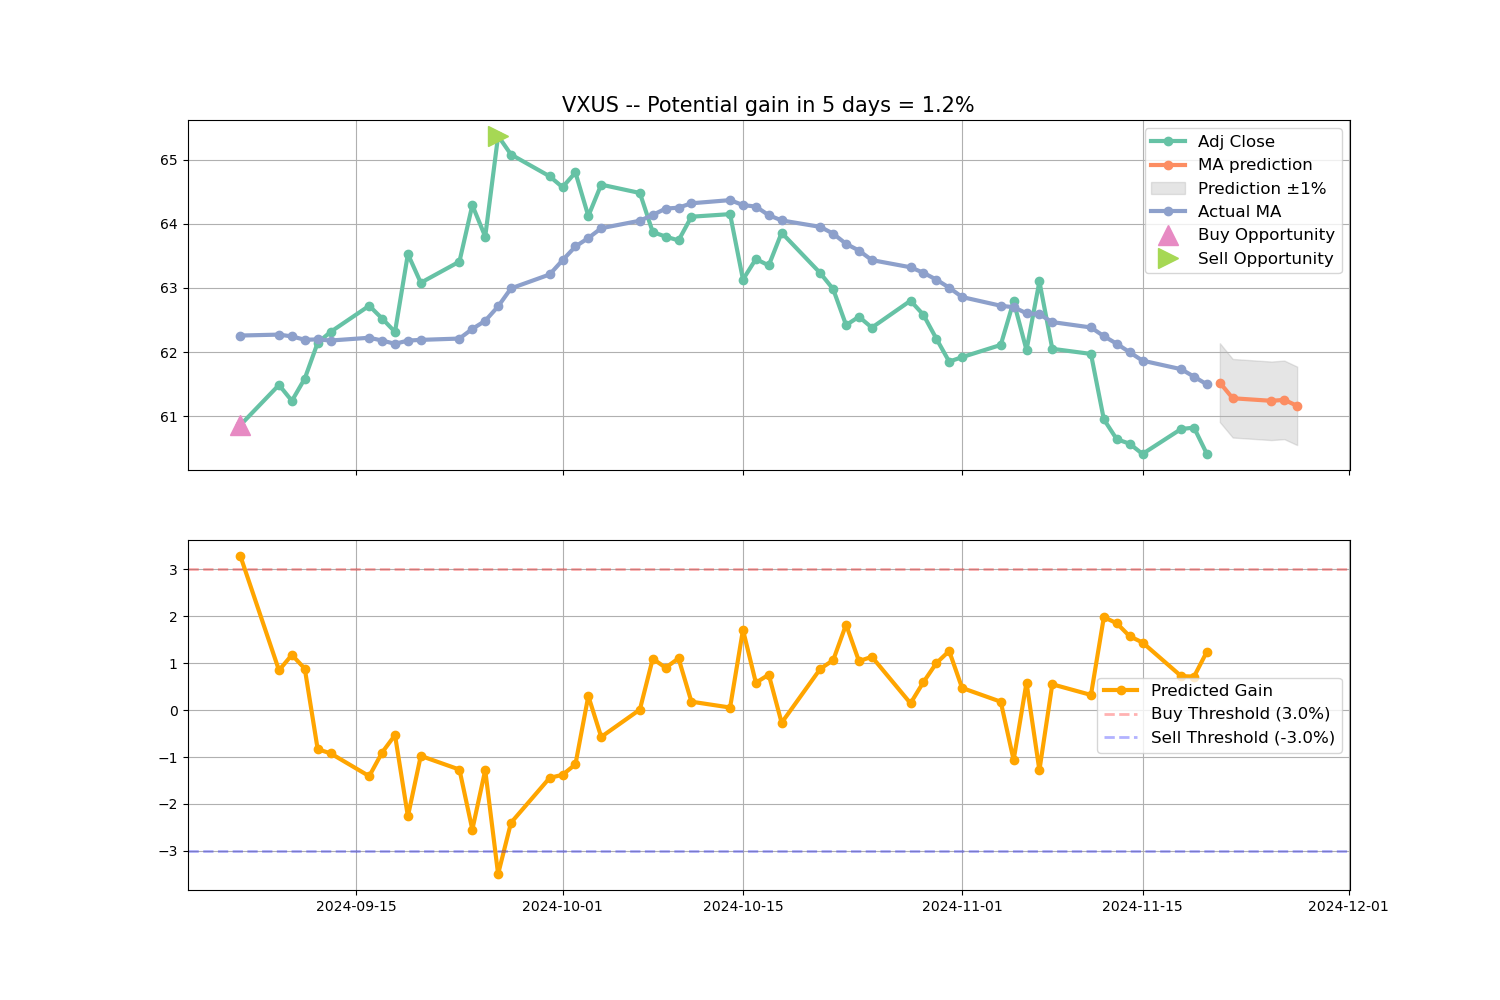 VXUS -- Potential gain in 5 days = 1.2%
65
64
63
62
61
Adj Close
MA prediction
Prediction ±1%
Actual MA
Buy Opportunity
Sell Opportunity
3
2
1
0
−1
−2
−3
Predicted Gain
Buy Threshold (3.0%)
Sell Threshold (-3.0%)
2024-09-15
2024-10-01
2024-10-15
2024-11-01
2024-11-15
2024-12-01